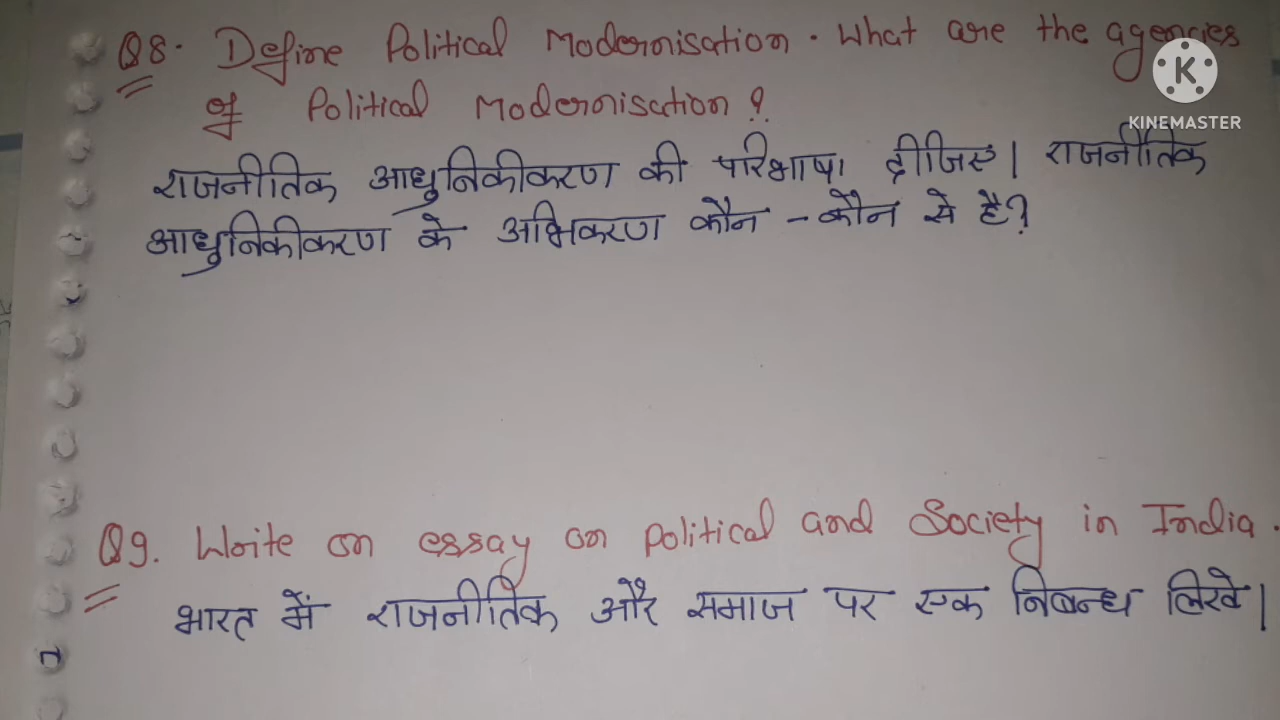 Q8. Define Political Modernisation. What are the agencies
of Political Modernisation?
राजनीतिक आधुनिकीकरण की परिभाषा दीजिए। राजनीतिक
आधुनिकीकरण के अभिकरण कौन - कौन से है?
K
KINEMASTER
Q9. Write on essay on political and Society in India.
भारत में राजनीतिक और समाज पर एक निबन्ध लिखे।